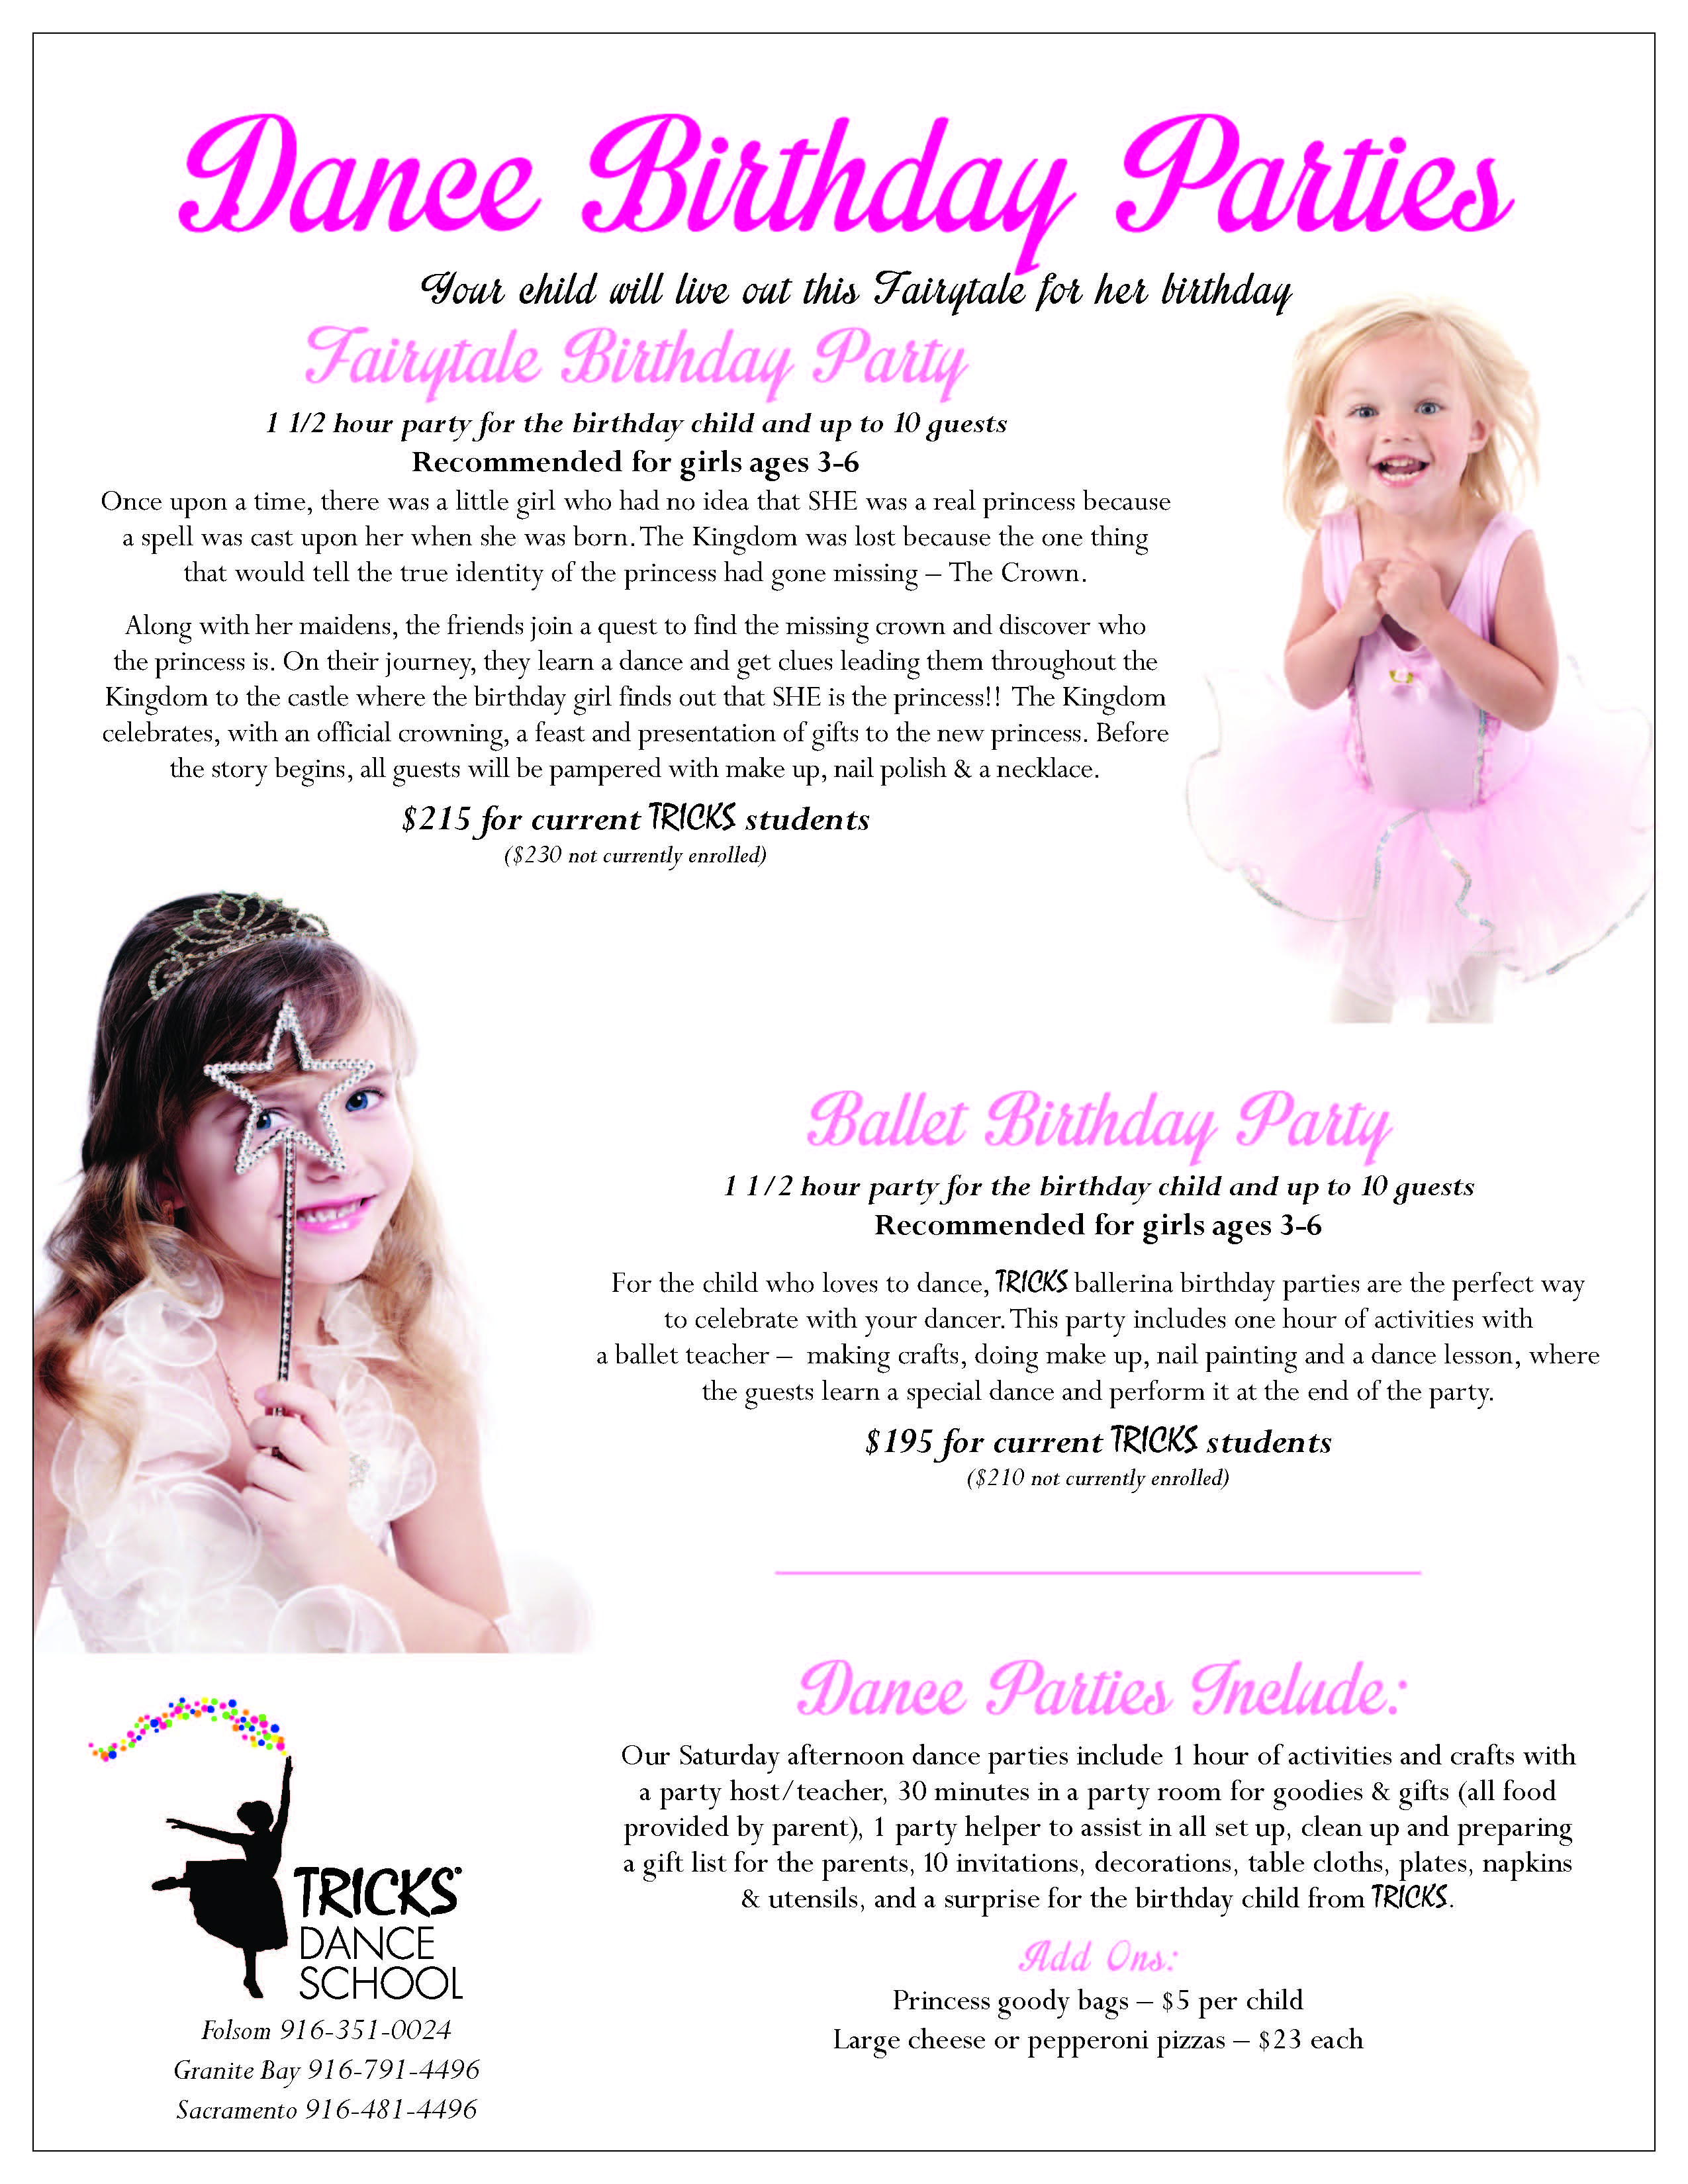 Dance Birthday Parties
Your child will live out this Fairytale for her birthday
Fairytale Birthday Party
1 1/2 hour party for the birthday child and up to 10 guests
Recommended for girls ages 3-6
Once upon a time, there was a little girl who had no idea that SHE was a real princess because
a spell was cast upon her when she was born. The Kingdom was lost because the one thing
that would tell the true identity of the princess had gone missing – The Crown.
Along with her maidens, the friends join a quest to find the missing crown and discover who
the princess is. On their journey, they learn a dance and get clues leading them throughout the
Kingdom to the castle where the birthday girl finds out that SHE is the princess!! The Kingdom
celebrates, with an official crowning, a feast and presentation of gifts to the new princess. Before
the story begins, all guests will be pampered with make up, nail polish & a necklace.
$215 for current TRICKS students
($230 not currently enrolled)
Ballet Birthday Party
1 1/2 hour party for the birthday child and up to 10 guests
Recommended for girls ages 3-6
For the child who loves to dance, TRICKS ballerina birthday parties are the perfect way
to celebrate with your dancer. This party includes one hour of activities with
a ballet teacher – making crafts, doing make up, nail painting and a dance lesson, where
the guests learn a special dance and perform it at the end of the party.
$195 for current TRICKS students
($210 not currently enrolled)
Dance Parties Include:
Our Saturday afternoon dance parties include 1 hour of activities and crafts with
a party host/teacher, 30 minutes in a party room for goodies & gifts (all food
provided by parent), 1 party helper to assist in all set up, clean up and preparing
a gift list for the parents, 10 invitations, decorations, table cloths, plates, napkins
& utensils, and a surprise for the birthday child from TRICKS.
Add Ons:
Princess goody bags – $5 per child
Large cheese or pepperoni pizzas – $23 each
TRICKS®
DANCE
SCHOOL
Folsom 916-351-0024
Granite Bay 916-791-4496
Sacramento 916-481-4496